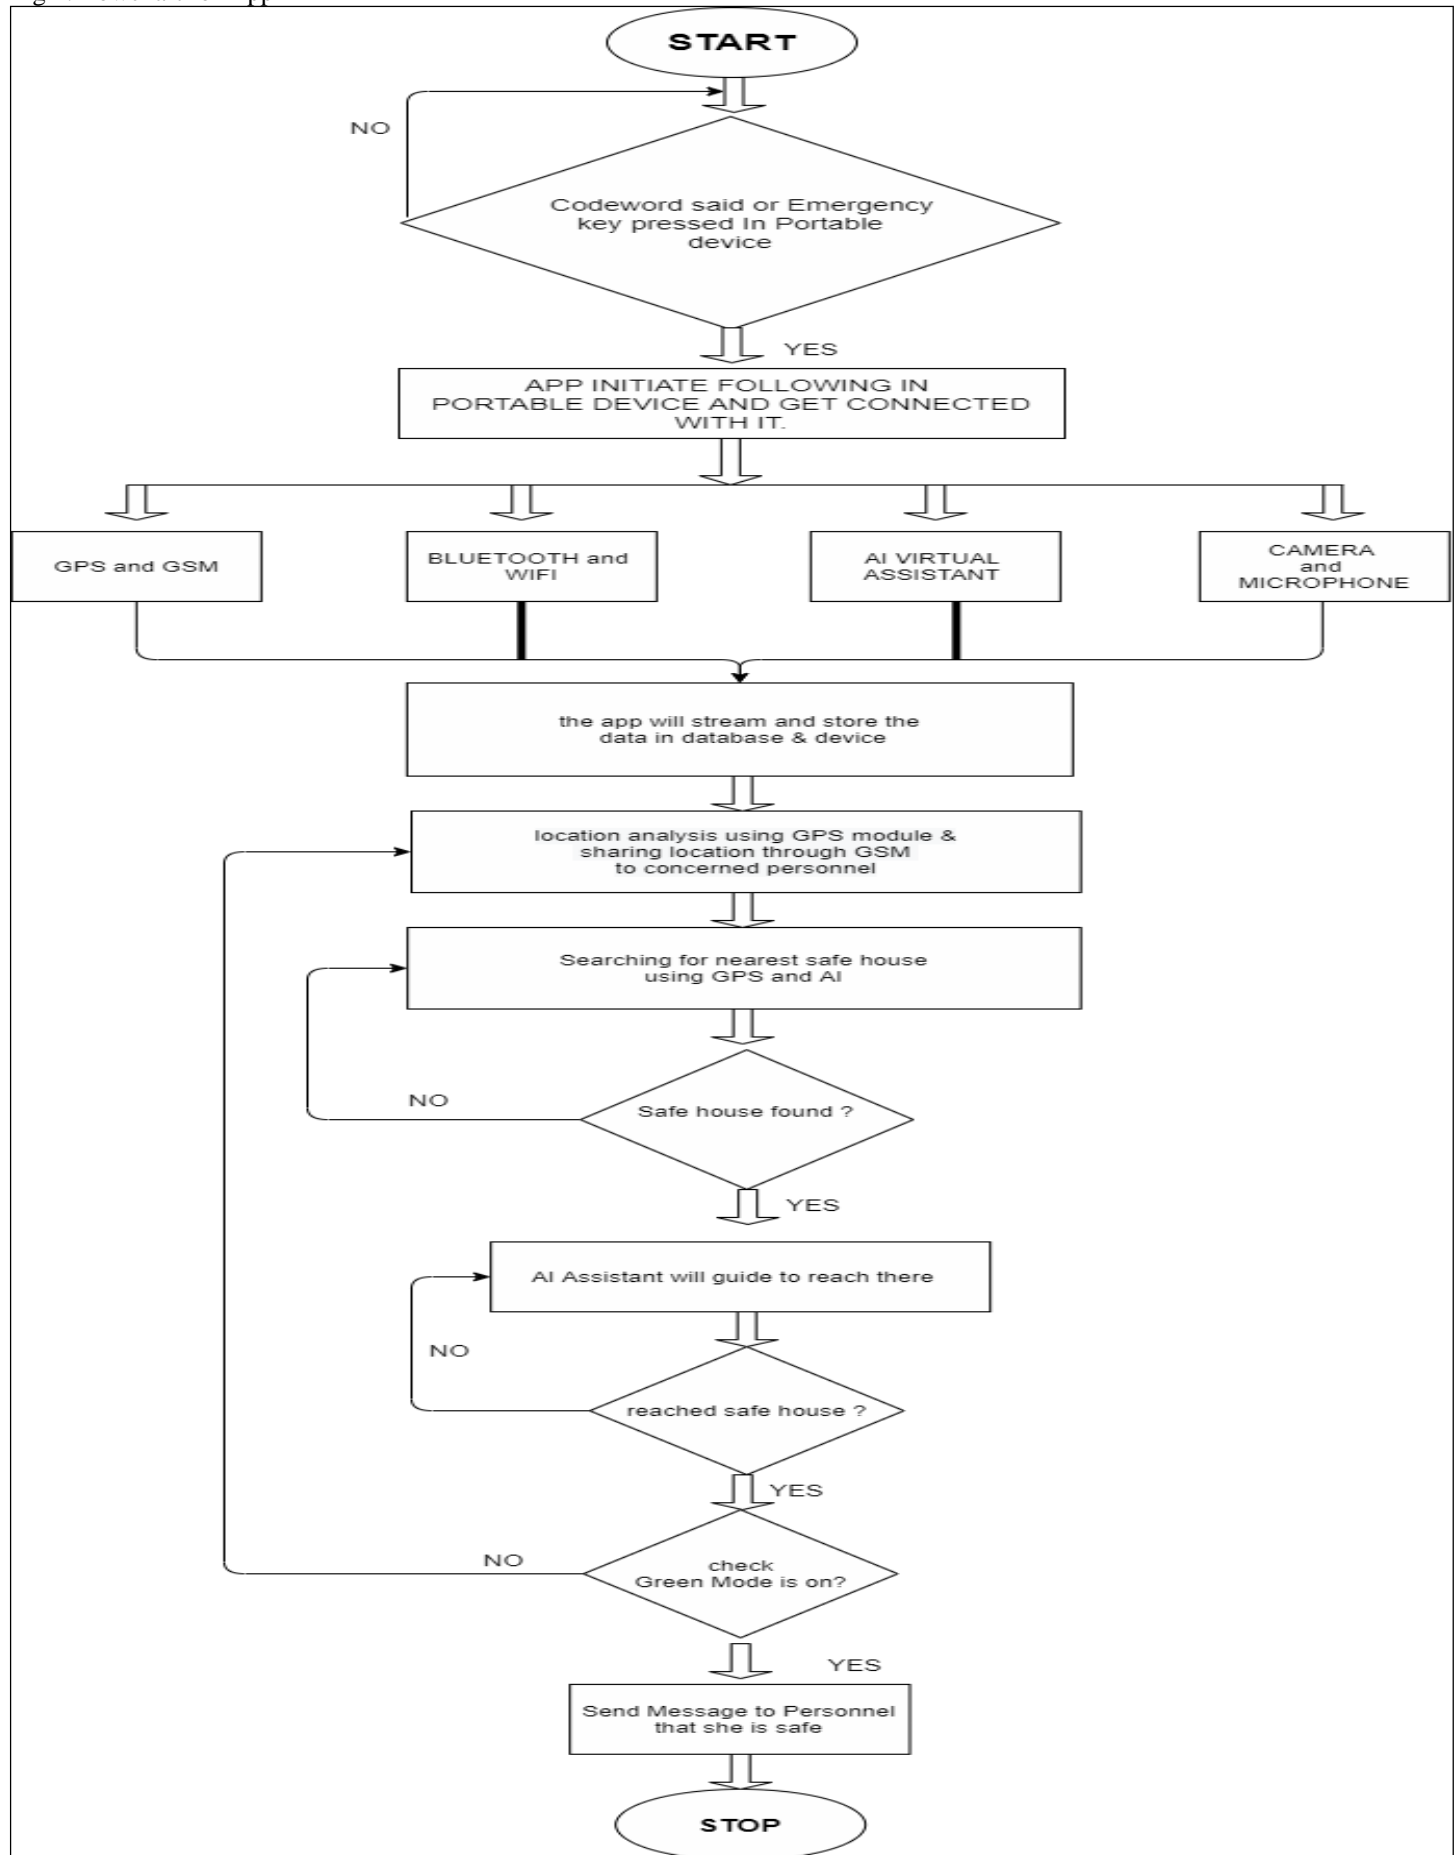 START
NO
Codeword said or Emergency
key pressed In Portable
device
YES
APP INITIATE FOLLOWING IN
PORTABLE DEVICE AND GET CONNECTED
WITH IT.
GPS and GSM
BLUETOOTH and
WIFI
AI VIRTUAL
ASSISTANT
CAMERA
and
MICROPHONE
the app will stream and store the
data in database & device
location analysis using GPS module &
sharing location through GSM
to concerned personnel
Searching for nearest safe house
using GPS and AI
NO
Safe house found ?
YES
AI Assistant will guide to reach there
NO
reached safe house ?
YES
NO
check
Green Mode is on?
YES
Send Message to Personnel
that she is safe
STOP